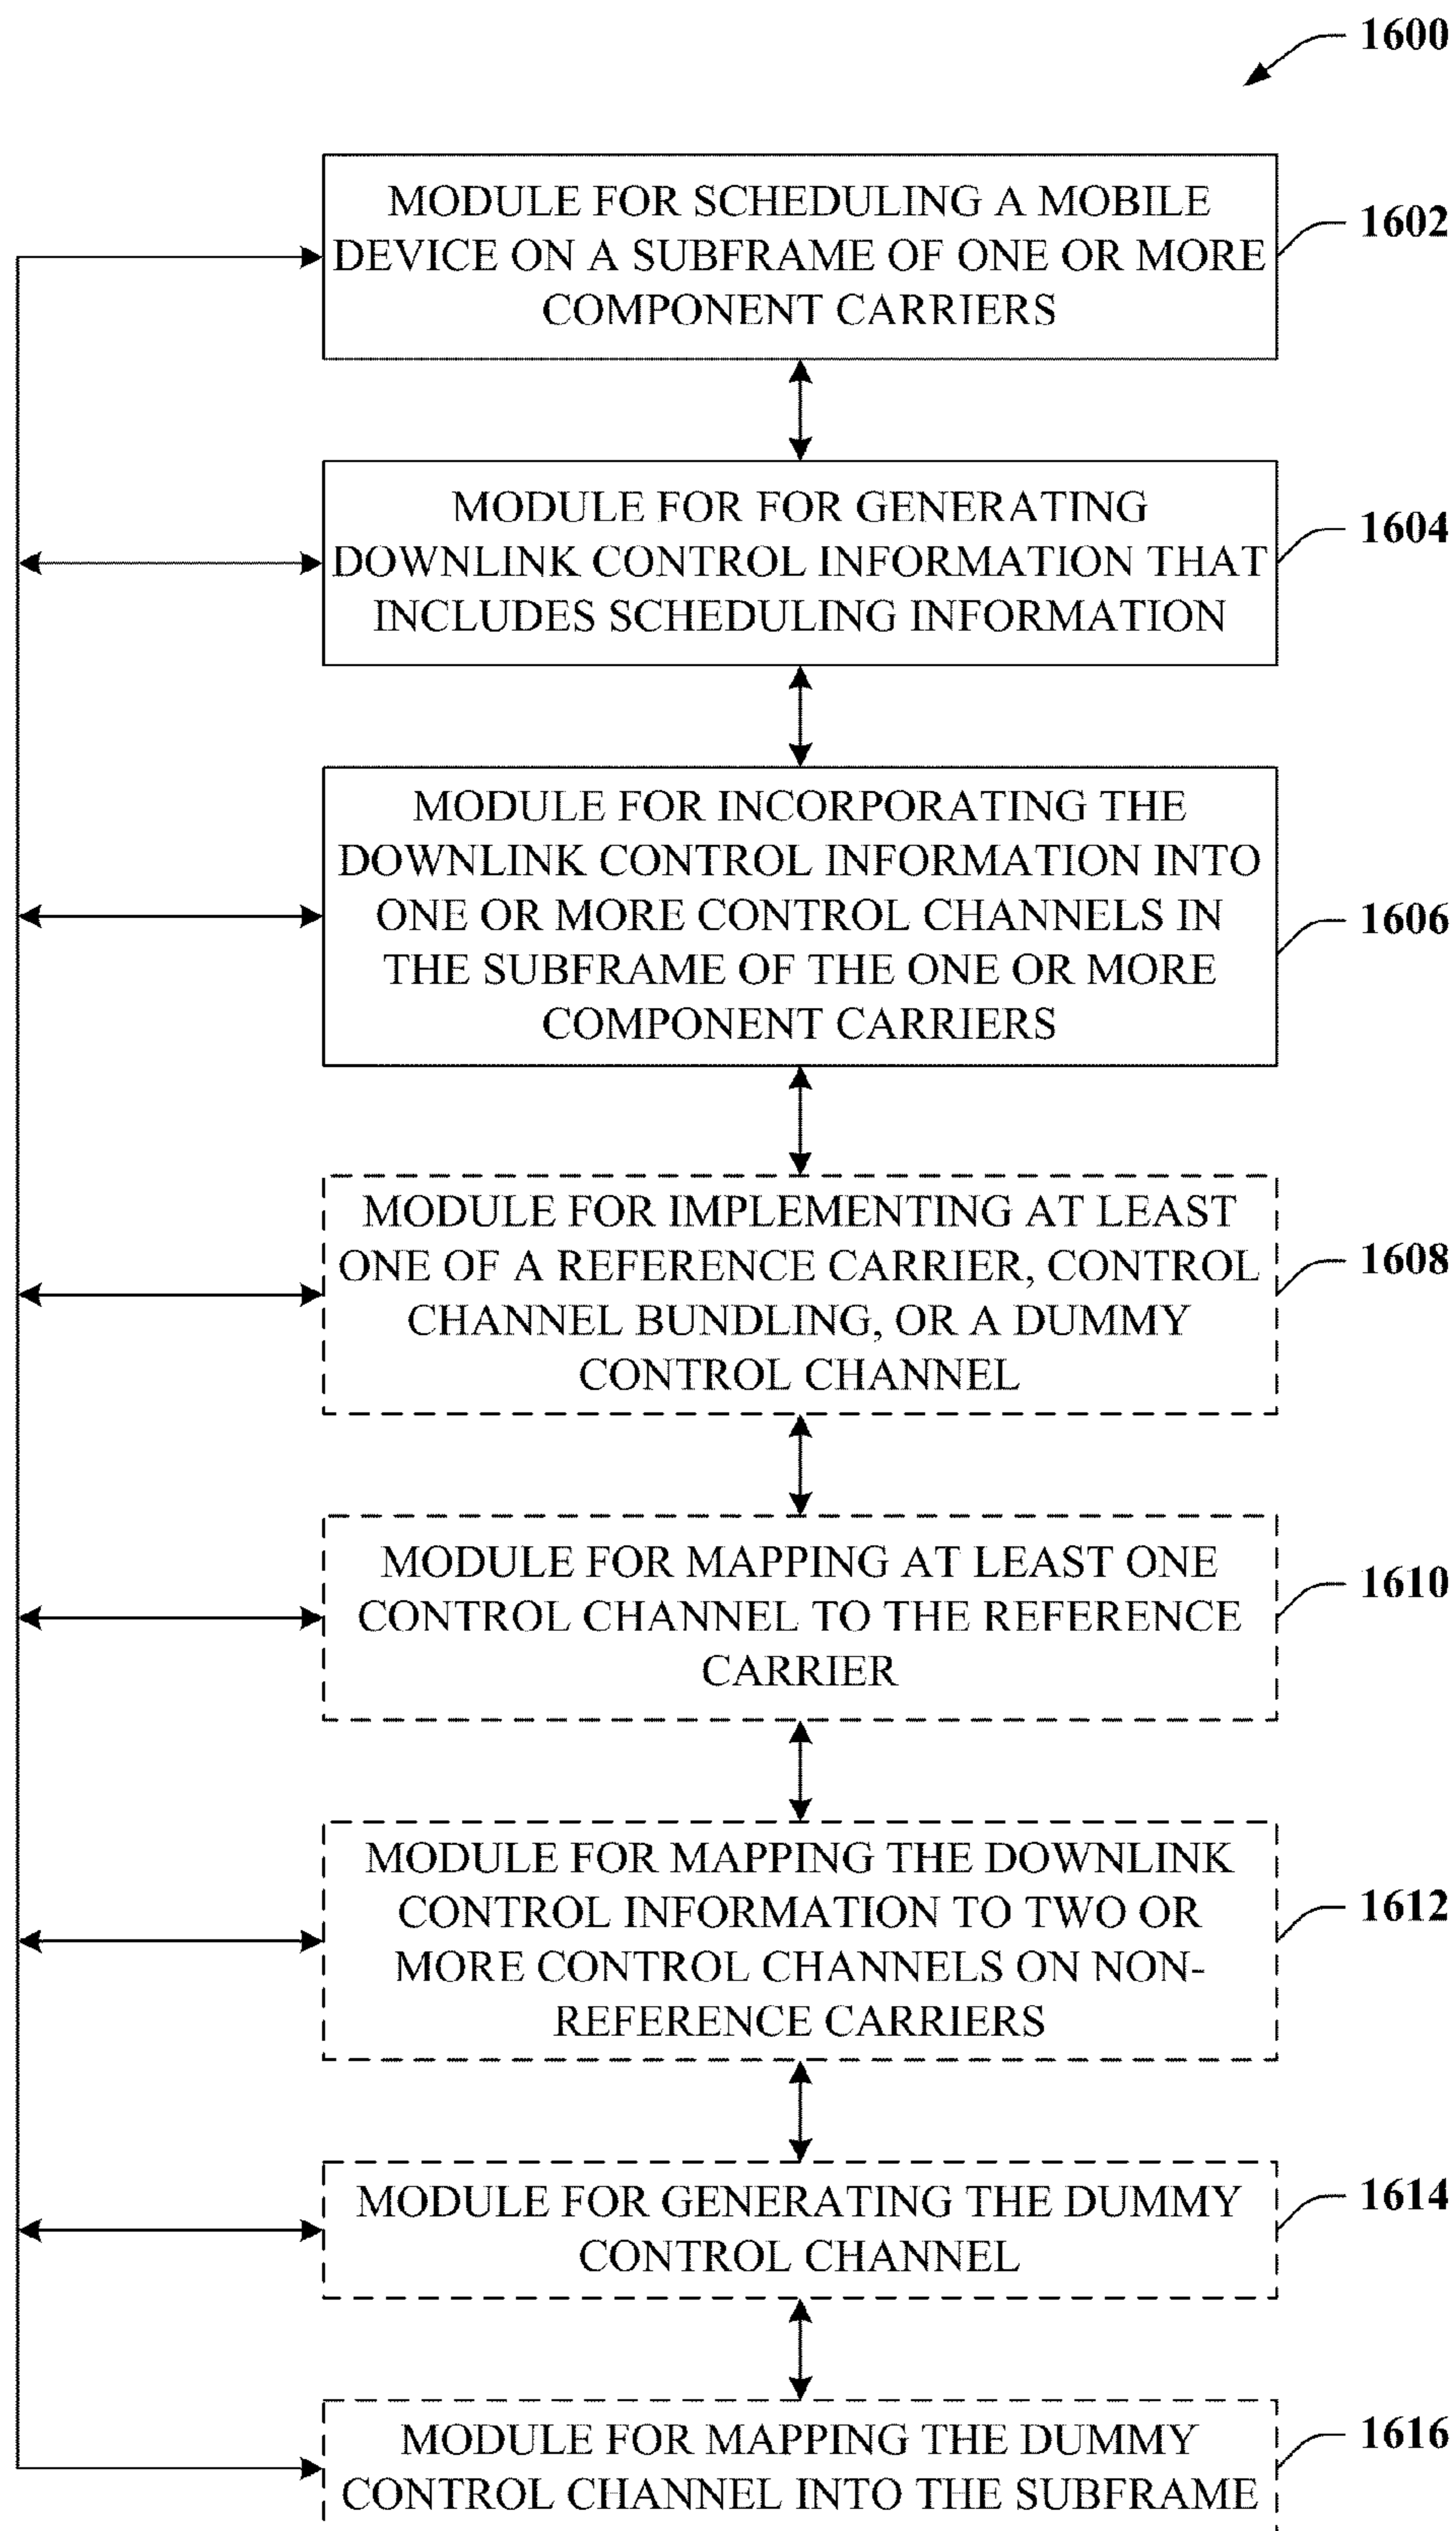 1600
MODULE FOR SCHEDULING A MOBILE
DEVICE ON A SUBFRAME OF ONE OR MORE
COMPONENT CARRIERS
1602
MODULE FOR FOR GENERATING
DOWNLINK CONTROL INFORMATION THAT
INCLUDES SCHEDULING INFORMATION
1604
MODULE FOR INCORPORATING THE
DOWNLINK CONTROL INFORMATION INTO
ONE OR MORE CONTROL CHANNELS IN
THE SUBFRAME OF THE ONE OR MORE
COMPONENT CARRIERS
1606
MODULE FOR IMPLEMENTING AT LEAST
ONE OF A REFERENCE CARRIER, CONTROL
CHANNEL BUNDLING, OR A DUMMY
CONTROL CHANNEL
1608
MODULE FOR MAPPING AT LEAST ONE
CONTROL CHANNEL TO THE REFERENCE
CARRIER
1610
MODULE FOR MAPPING THE DOWNLINK
CONTROL INFORMATION TO TWO OR
MORE CONTROL CHANNELS ON NON-
REFERENCE CARRIERS
1612
MODULE FOR GENERATING THE DUMMY
CONTROL CHANNEL
1614
MODULE FOR MAPPING THE DUMMY
CONTROL CHANNEL INTO THE SUBFRAME
1616